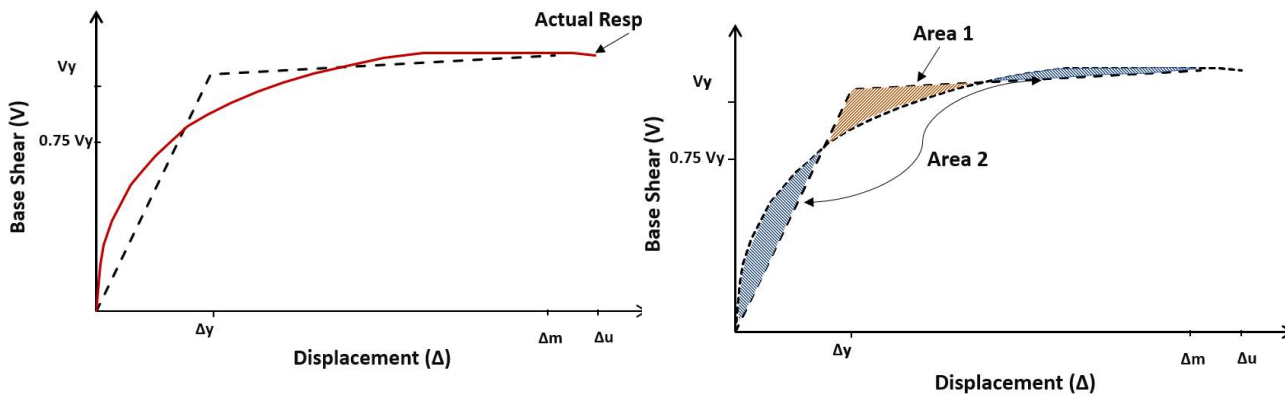 Actual Resp
Vy
0.75 Vy
Base Shear (V)
Δy
Δm
Δu
Displacement (Δ)
Area 1
Vy
0.75 Vy
Area 2
Base Shear (V)
Δy
Δm
Δu
Displacement (Δ)